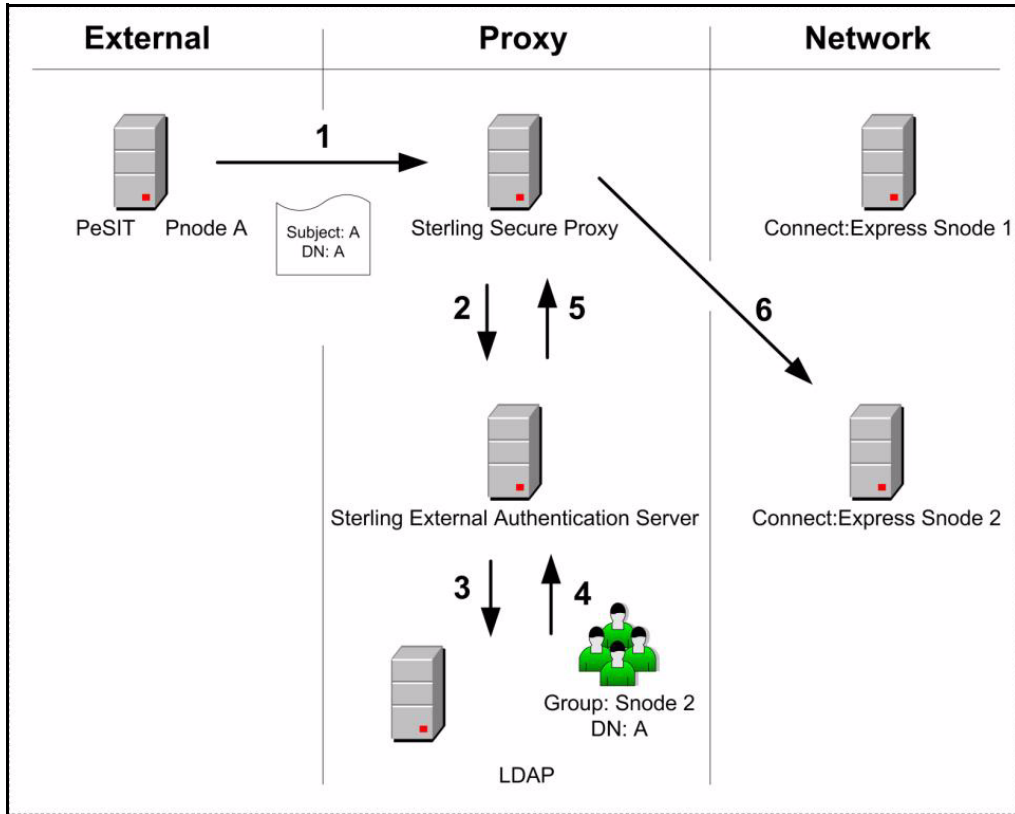 External
Proxy
Network
1
PeSIT Pnode A
Subject: A
DN: A
Sterling Secure Proxy
Connect:Express Snode 1
2
5
6
Sterling External Authentication Server
Connect:Express Snode 2
3
4
Group: Snode 2
DN: A
LDAP